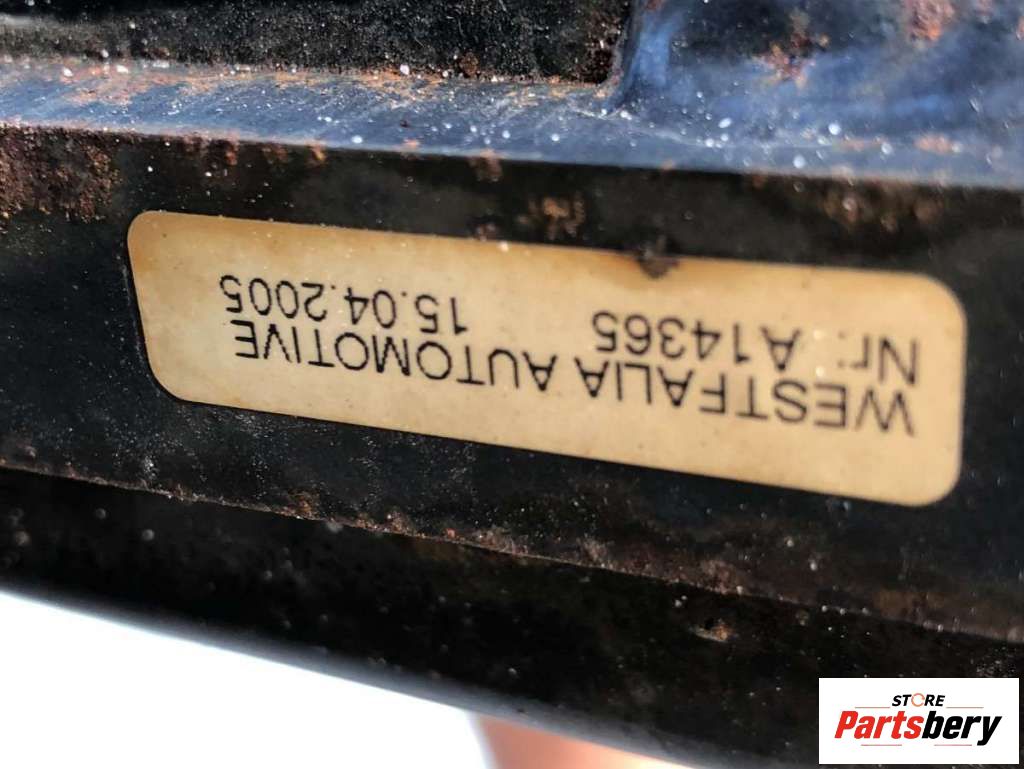 WESTFALIA AUTOMOTIVE
Nr: A14365 15.04.2005
STORE
Partsbery